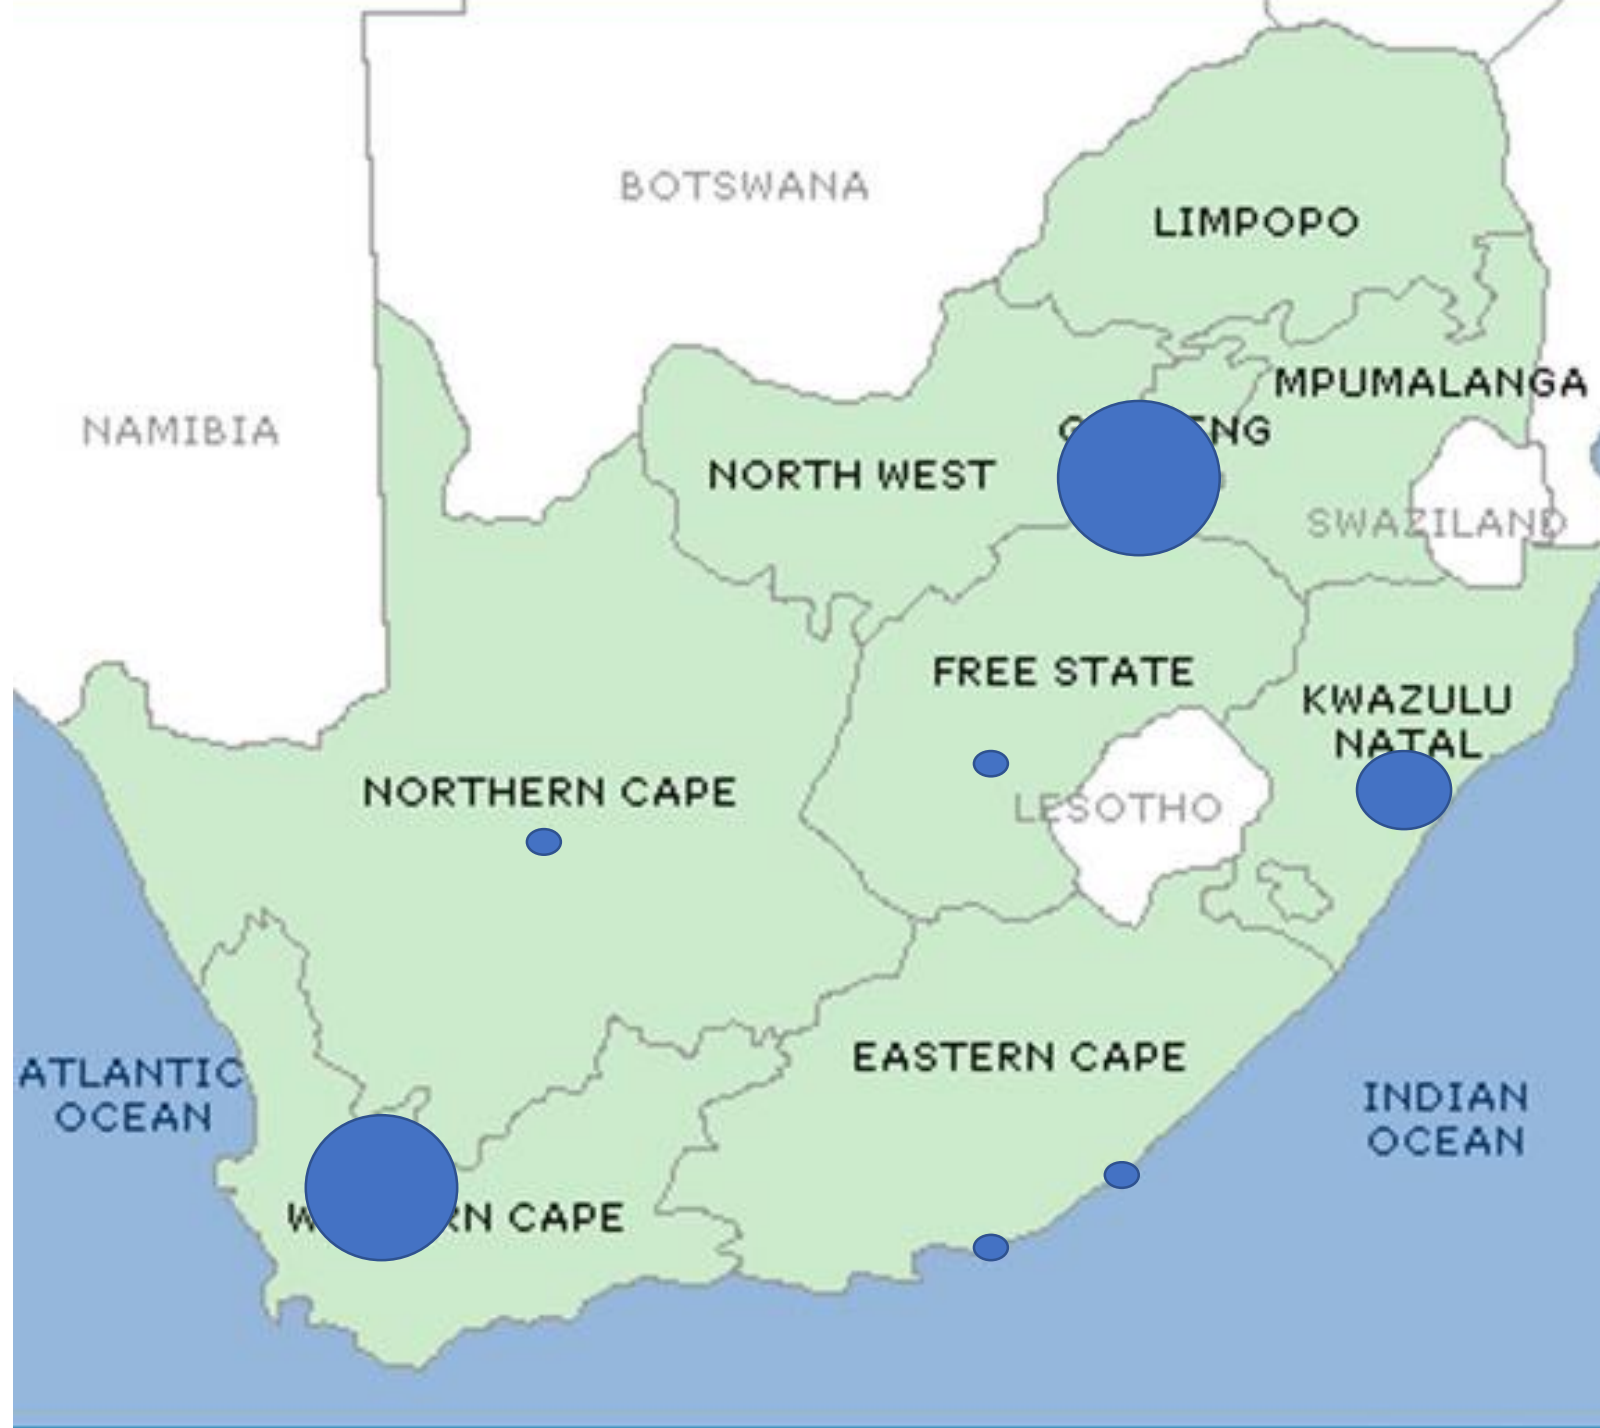 BOTSWANA
LIMPOPO
MPUMALANGA
NAMIBIA
NORTH WEST
SWAZILAND
FREE STATE
KWAZULU
NATAL
NORTHERN CAPE
LESOTHO
EASTERN CAPE
ATLANTIC
OCEAN
INDIAN
OCEAN
CAPE